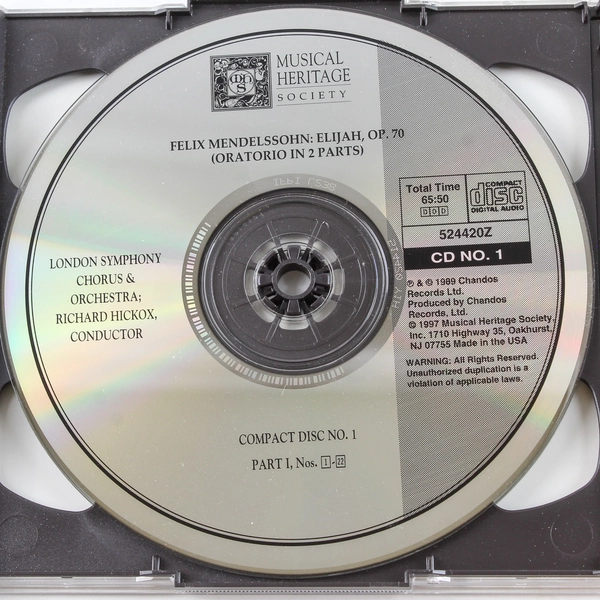 MUSICAL
HERITAGE
SOCIETY
FELIX MENDELSSOHN: ELIJAH, OP. 70
(ORATORIO IN 2 PARTS)
Total Time
65:50
DDD
COMPACT
disc
DIGITAL AUDIO
524420Z
CD NO. 1
LONDON SYMPHONY
CHORUS &
ORCHESTRA;
RICHARD HICKOX,
CONDUCTOR
℗ & © 1989 Chandos
Records Ltd.
Produced by Chandos
Records Ltd.
© 1997 Musical Heritage Society,
Inc. 1710 Highway 35, Oakhurst,
NJ 07755 Made in the USA
WARNING: All Rights Reserved.
Unauthorized duplication is a
violation of applicable laws.
COMPACT DISC NO. 1
PART I, Nos. 1-22